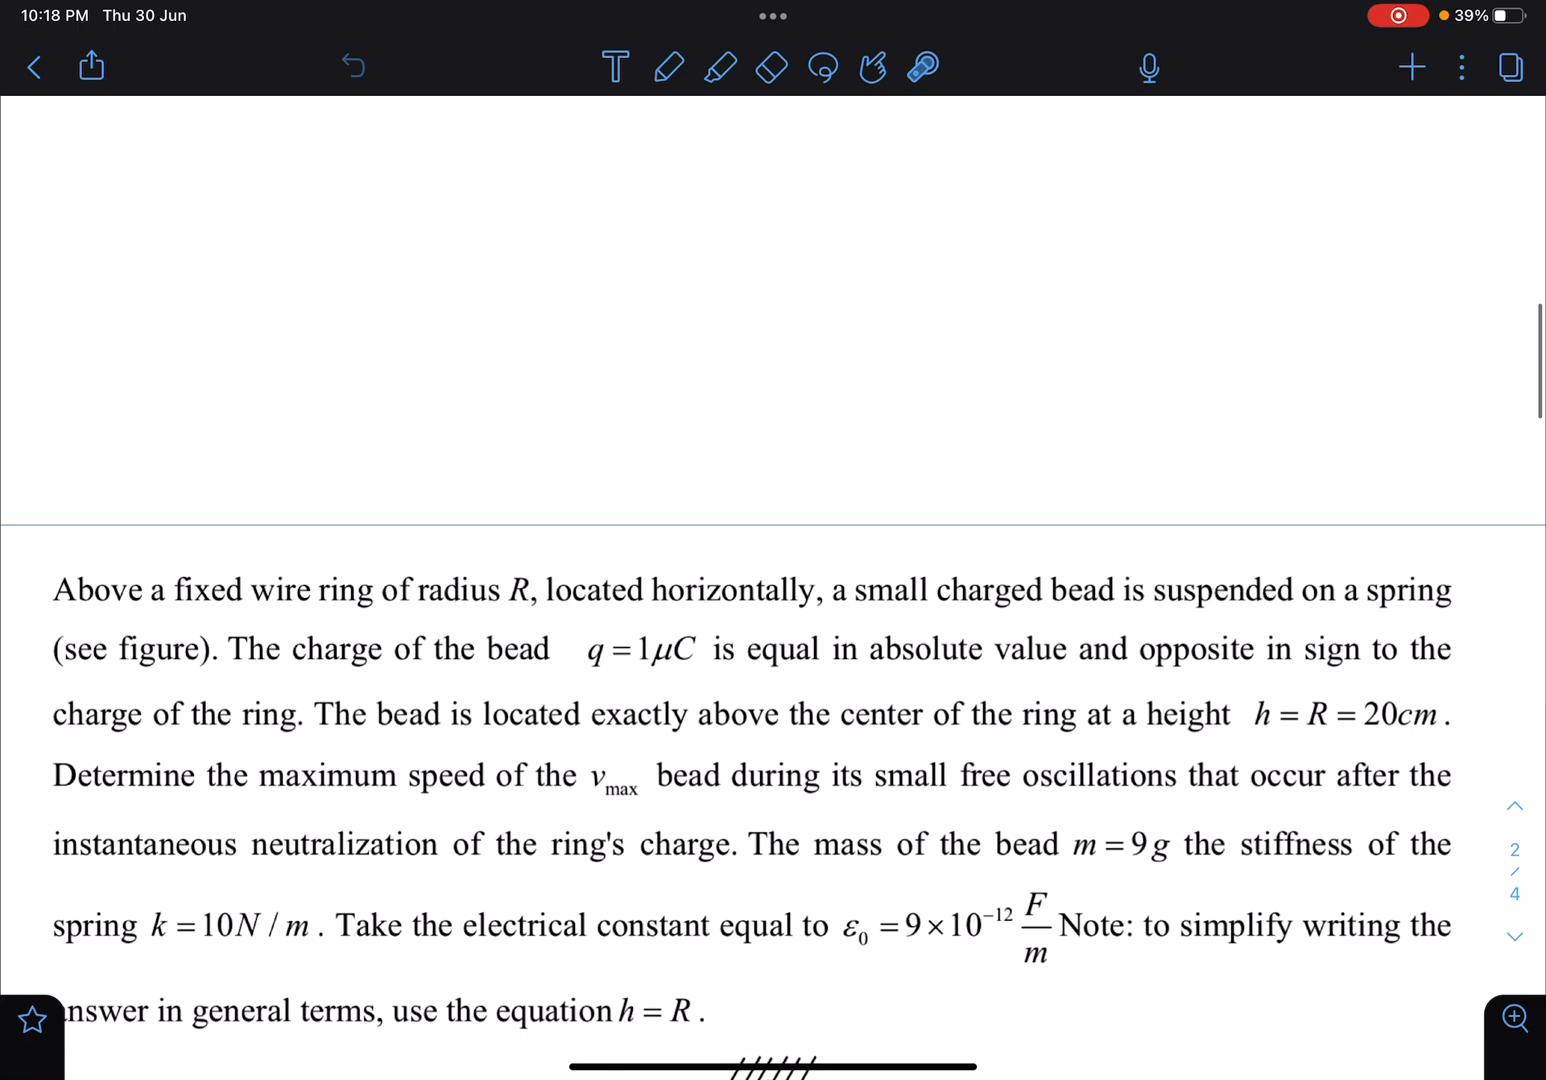 10:18 PM Thu 30 Jun
39%
T
Above a fixed wire ring of radius R, located horizontally, a small charged bead is suspended on a spring
(see figure). The charge of the bead q = 1μC is equal in absolute value and opposite in sign to the
charge of the ring. The bead is located exactly above the center of the ring at a height h = R = 20cm.
Determine the maximum speed of the v_max bead during its small free oscillations that occur after the
instantaneous neutralization of the ring's charge. The mass of the bead m = 9g the stiffness of the
spring k = 10N / m. Take the electrical constant equal to ε₀ = 9×10⁻¹² F/m Note: to simplify writing the
nswer in general terms, use the equation h = R.
2
/
4